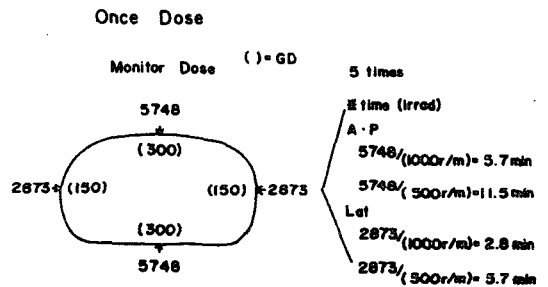 Once Dose
Monitor Dose
( )= GD
5748
(300)
2873 (150)
(150) 2873
(300)
5748
5 times
※ time (irrad)
A · P
5748/(1000r/m)= 5.7 min
5748/( 500r/m)=11.5 min
Lat
2873/(1000r/m)= 2.8 min
2873/( 500r/m)= 5.7 min